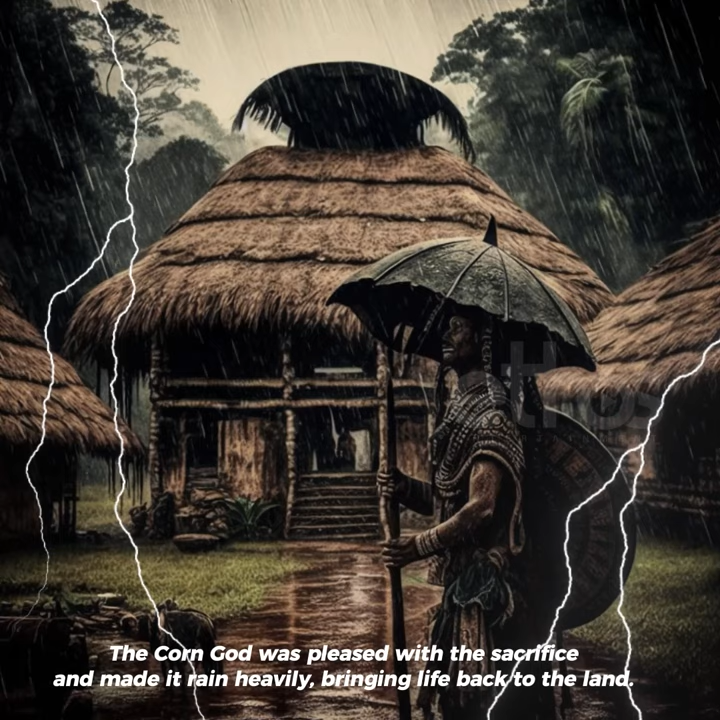 The Corn God was pleased with the sacrifice
and made it rain heavily, bringing life back to the land.